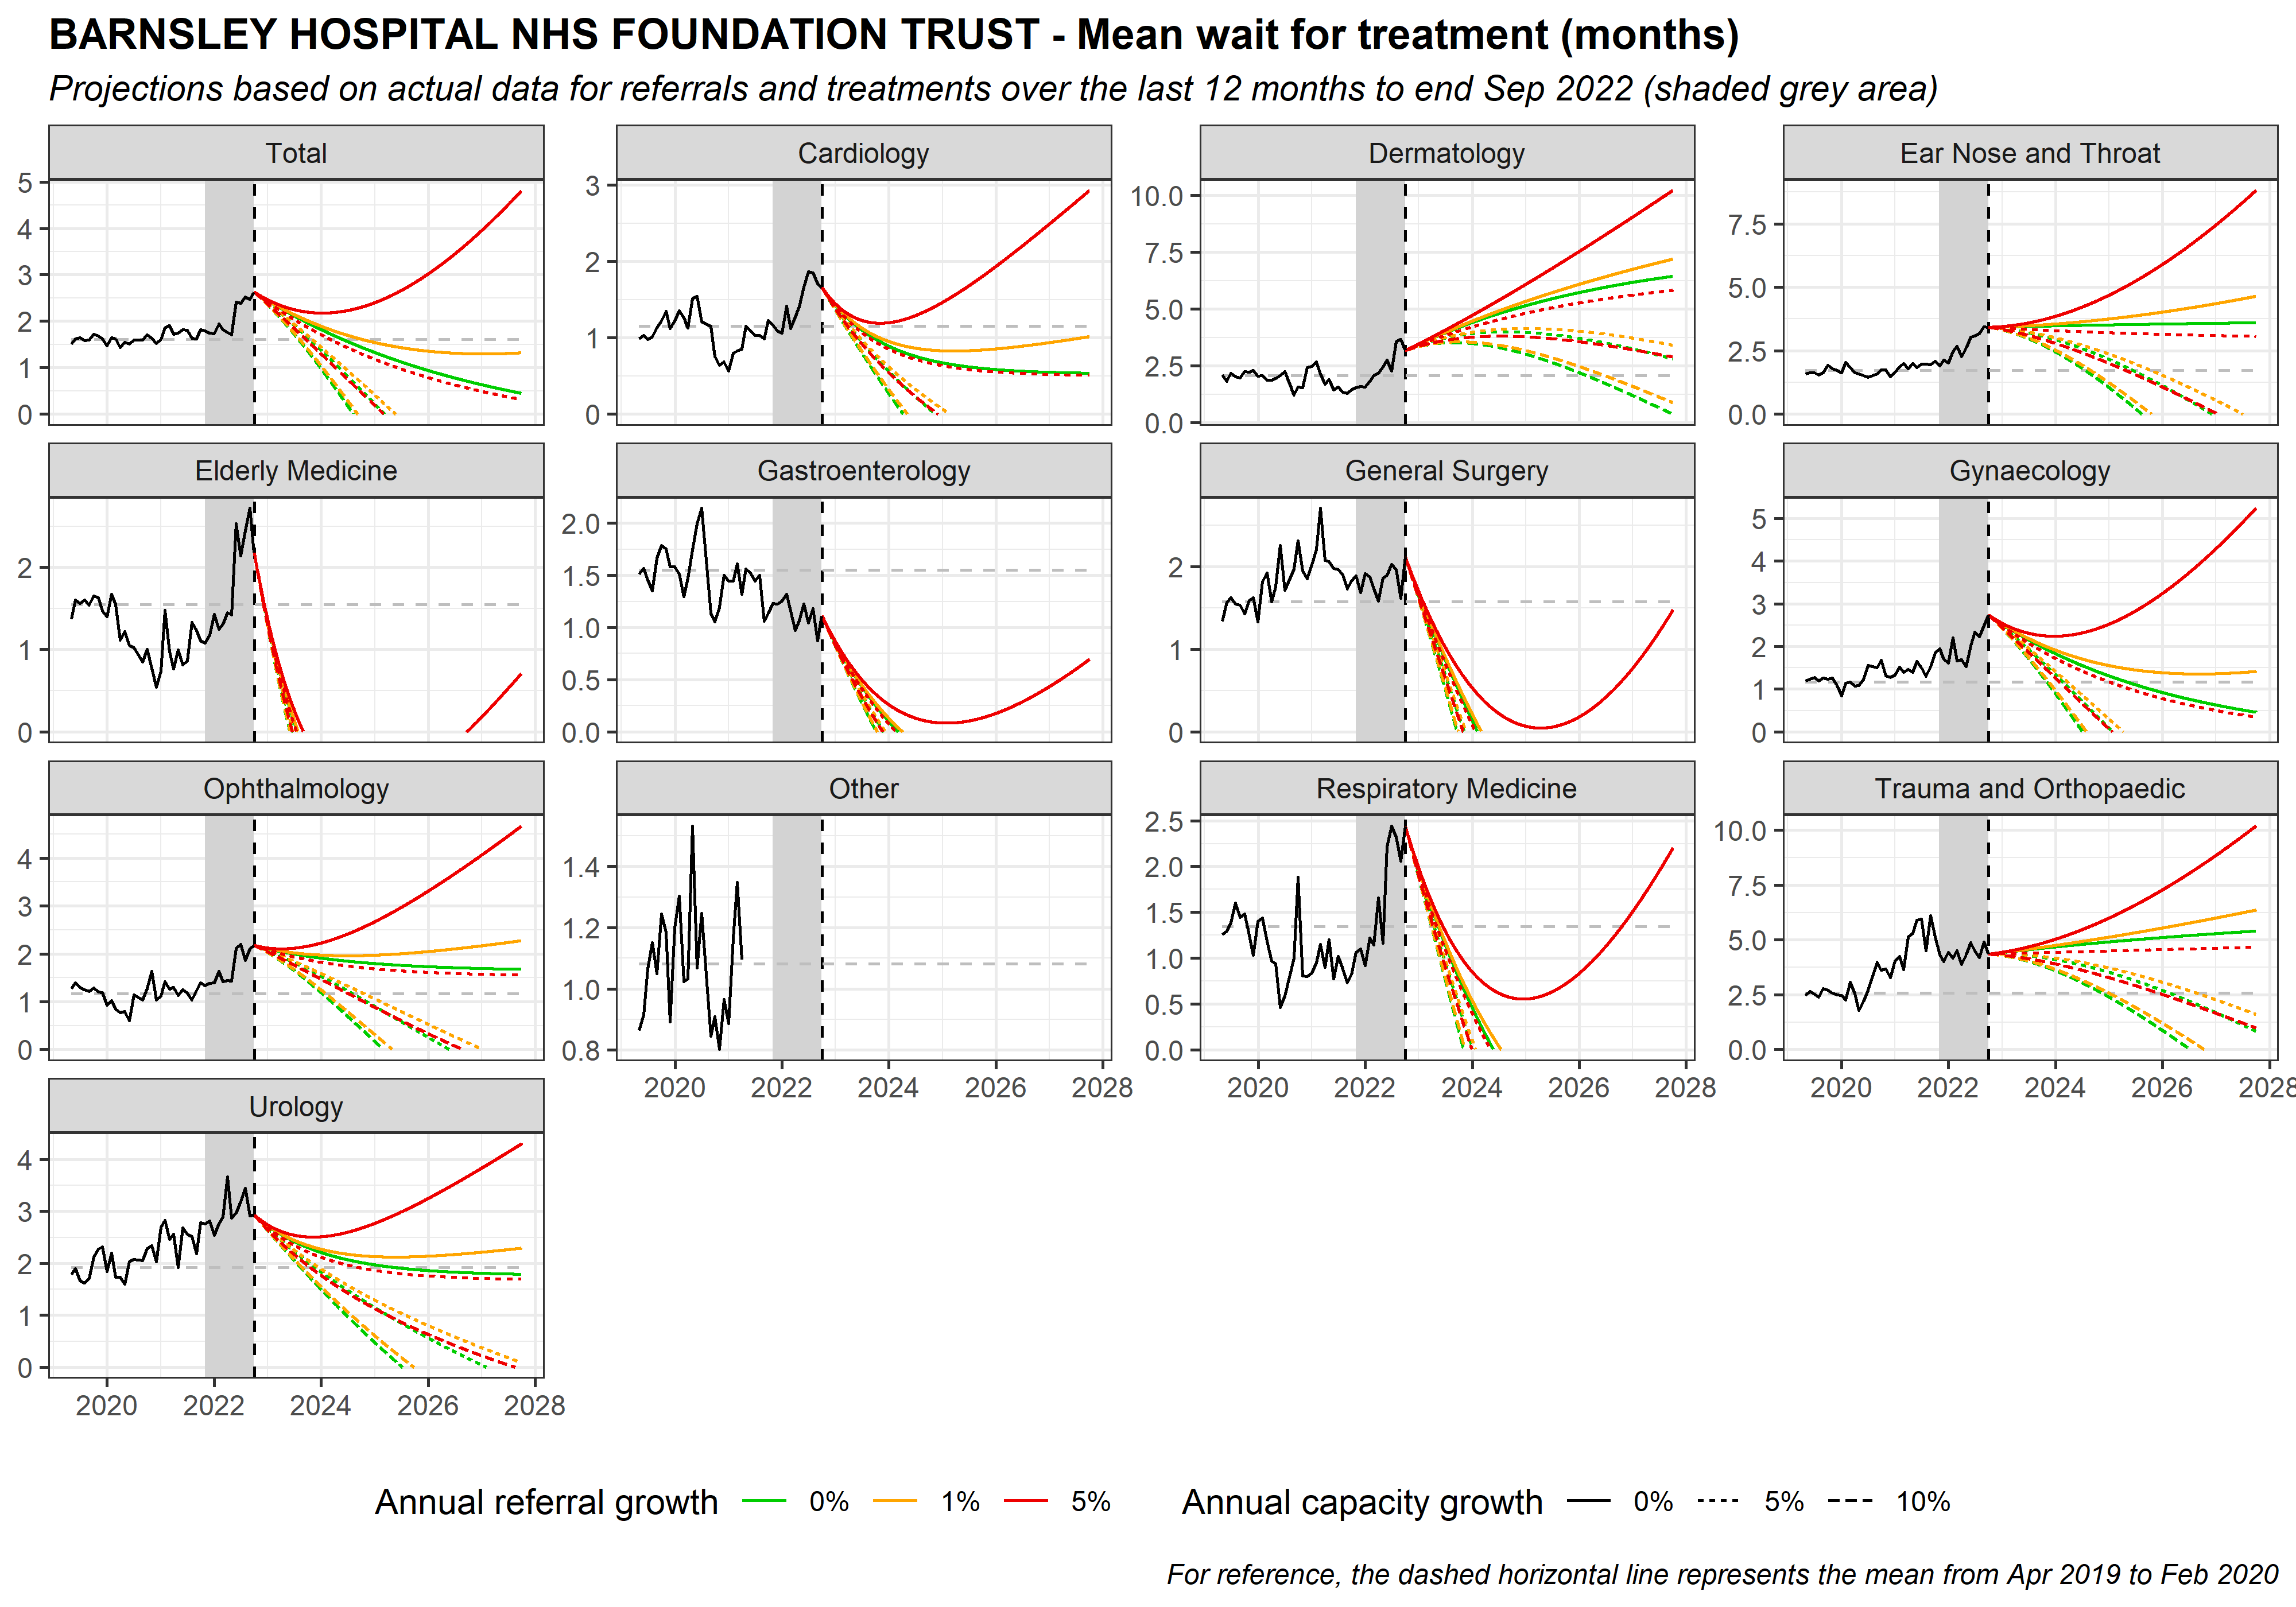 BARNSLEY HOSPITAL NHS FOUNDATION TRUST - Mean wait for treatment (months)
Projections based on actual data for referrals and treatments over the last 12 months to end Sep 2022 (shaded grey area)
Total
Cardiology
Dermatology
Ear Nose and Throat
5
4
3
2
1
0
3
2
1
0
10.0
7.5
5.0
2.5
0.0
7.5
5.0
2.5
0.0
Elderly Medicine
Gastroenterology
General Surgery
Gynaecology
2
1
0
2.0
1.5
1.0
0.5
0.0
2
1
0
5
4
3
2
1
0
Ophthalmology
Other
Respiratory Medicine
Trauma and Orthopaedic
4
3
2
1
0
1.4
1.2
1.0
0.8
2.5
2.0
1.5
1.0
0.5
0.0
10.0
7.5
5.0
2.5
0.0
2020 2022 2024 2026 2028
2020 2022 2024 2026 2028
2020 2022 2024 2026 2028
Urology
4
3
2
1
0
2020 2022 2024 2026 2028
Annual referral growth 0% 1% 5% Annual capacity growth 0% 5% 10%
For reference, the dashed horizontal line represents the mean from Apr 2019 to Feb 2020